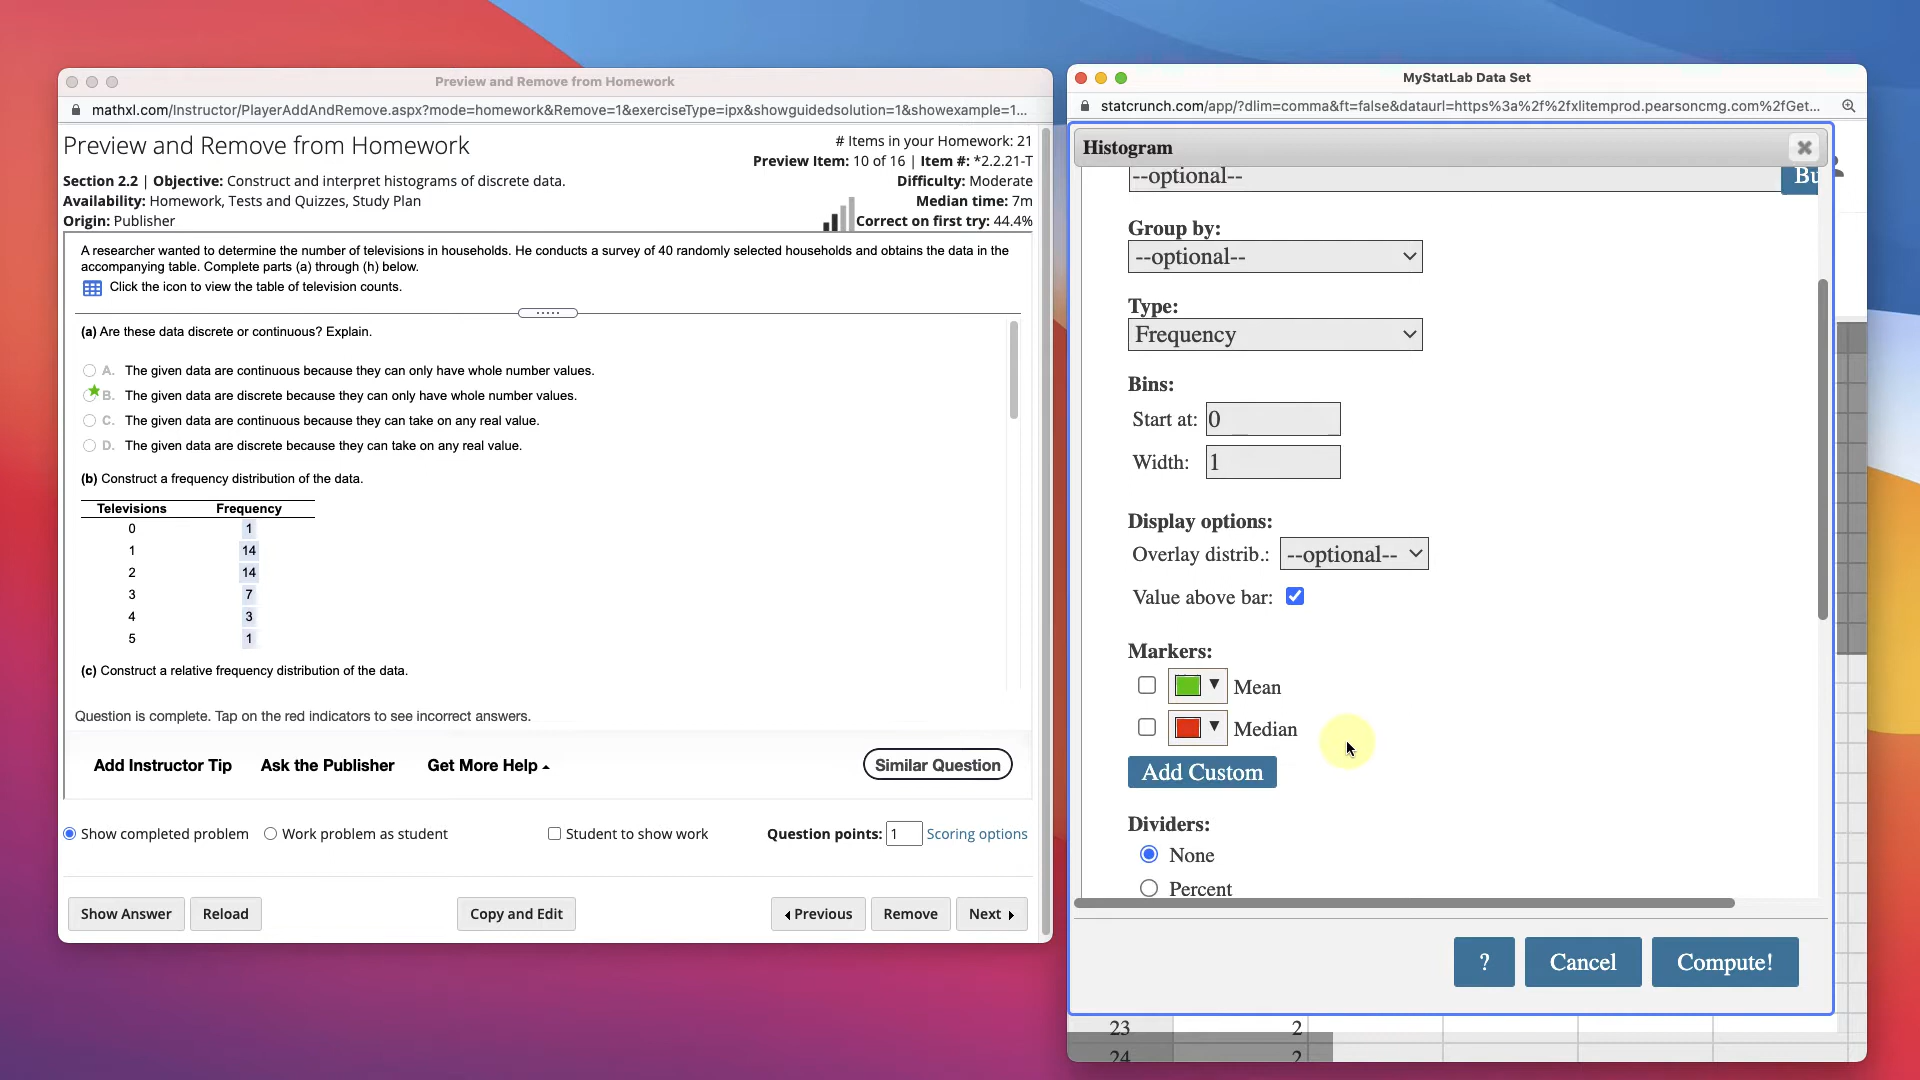 Preview and Remove from Homework
mathxl.com/Instructor/PlayerAddAndRemove.aspx?mode=homework&Remove=1&exerciseType=ipx&showguidedsolution=1&showexample=1...
Preview and Remove from Homework
# Items in your Homework: 21
Preview Item: 10 of 16 | Item #: *2.2.21-T
Section 2.2 | Objective: Construct and interpret histograms of discrete data.
Difficulty: Moderate
Availability: Homework, Tests and Quizzes, Study Plan
Median time: 7m
Origin: Publisher
Correct on first try: 44.4%
A researcher wanted to determine the number of televisions in households. He conducts a survey of 40 randomly selected households and obtains the data in the
accompanying table. Complete parts (a) through (h) below.
Click the icon to view the table of television counts.
(a) Are these data discrete or continuous? Explain.
A. The given data are continuous because they can only have whole number values.
B. The given data are discrete because they can only have whole number values.
C. The given data are continuous because they can take on any real value.
D. The given data are discrete because they can take on any real value.
(b) Construct a frequency distribution of the data.
Televisions Frequency
0 1
1 14
2 14
3 7
4 3
5 1
(c) Construct a relative frequency distribution of the data.
Question is complete. Tap on the red indicators to see incorrect answers.
Add Instructor Tip Ask the Publisher Get More Help Similar Question
Show completed problem Work problem as student Student to show work Question points: 1 Scoring options
Show Answer Reload Copy and Edit Previous Remove Next
MyStatLab Data Set
statcrunch.com/app/?dlim=comma&ft=false&dataurl=https%3a%2f%2fxlitemprod.pearsoncmg.com%2fGet...
Histogram
--optional-- Bu
Group by:
--optional--
Type:
Frequency
Bins:
Start at: 0
Width: 1
Display options:
Overlay distrib.: --optional--
Value above bar:
Markers:
Mean
Median
Add Custom
Dividers:
None
Percent
? Cancel Compute!
23 2
24 2